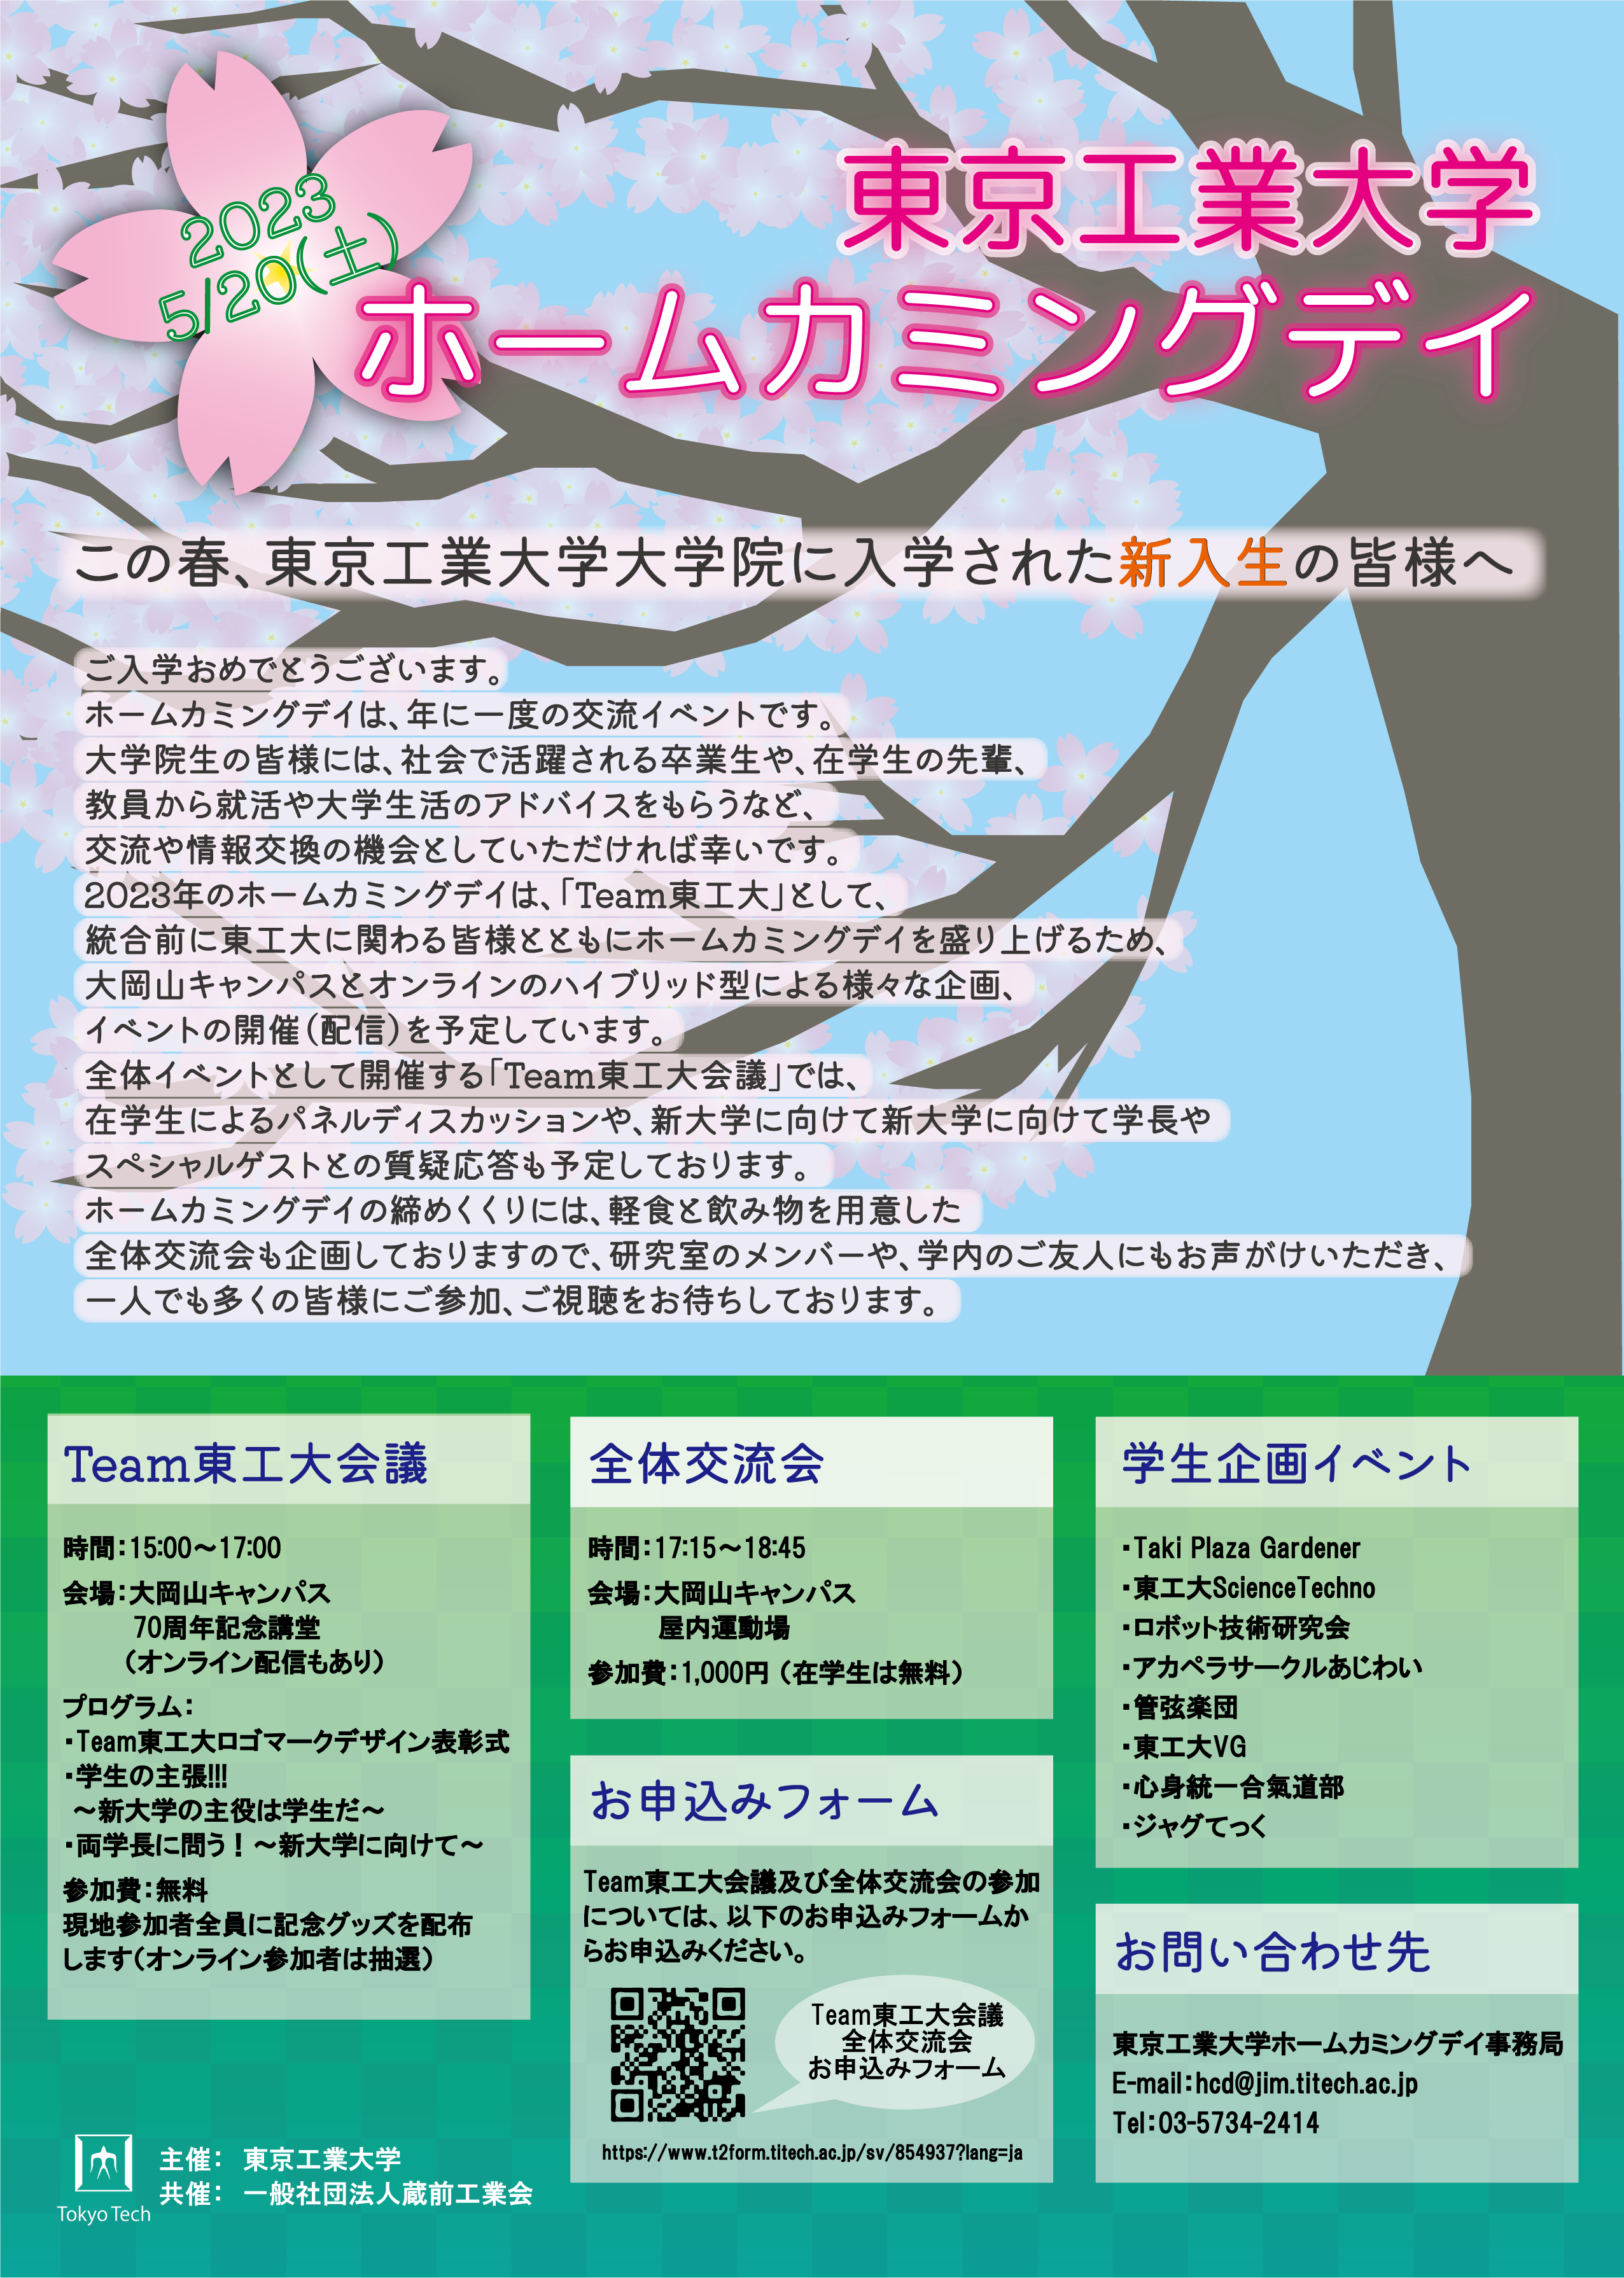 2023
5/20(土)
東京工業大学
ホームカミングデイ
この春、東京工業大学大学院に入学された新入生の皆様へ
ご入学おめでとうございます。
ホームカミングデイは、年に一度の交流イベントです。
大学院生の皆様には、社会で活躍される卒業生や、在学生の先輩、
教員から就活や大学生活のアドバイスをもらうなど、
交流や情報交換の機会としていただければ幸いです。
2023年のホームカミングデイは、「Team東工大」として、
統合前に東工大に関わる皆様とともにホームカミングデイを盛り上げるため、
大岡山キャンパスとオンラインのハイブリッド型による様々な企画、
イベントの開催（配信）を予定しています。
全体イベントとして開催する「Team東工大会議」では、
在学生によるパネルディスカッションや、新大学に向けて新大学に向けて学長や
スペシャルゲストとの質疑応答も予定しております。
ホームカミングデイの締めくくりには、軽食と飲み物を用意した
全体交流会も企画しておりますので、研究室のメンバーや、学内のご友人にもお声がけいただき、
一人でも多くの皆様にご参加、ご視聴をお待ちしております。
Team東工大会議
時間：15:00～17:00
会場：大岡山キャンパス
70周年記念講堂
（オンライン配信もあり）
プログラム：
・Team東工大ロゴマークデザイン表彰式
・学生の主張!!!
～新大学の主役は学生だ～
・両学長に問う！～新大学に向けて～
参加費：無料
現地参加者全員に記念グッズを配布
します（オンライン参加者は抽選）
全体交流会
時間：17:15～18:45
会場：大岡山キャンパス
屋内運動場
参加費：1,000円（在学生は無料）
お申込みフォーム
Team東工大会議及び全体交流会の参加
については、以下のお申込みフォームか
らお申込みください。
Team東工大会議
全体交流会
お申込みフォーム
https://www.t2form.titech.ac.jp/sv/854937?lang=ja
学生企画イベント
・Taki Plaza Gardener
・東工大ScienceTechno
・ロボット技術研究会
・アカペラサークルあじわい
・管弦楽団
・東工大VG
・心身統一合氣道部
・ジャグてっく
お問い合わせ先
東京工業大学ホームカミングデイ事務局
E-mail：hcd@jim.titech.ac.jp
Tel：03-5734-2414
主催： 東京工業大学
共催： 一般社団法人蔵前工業会
Tokyo Tech